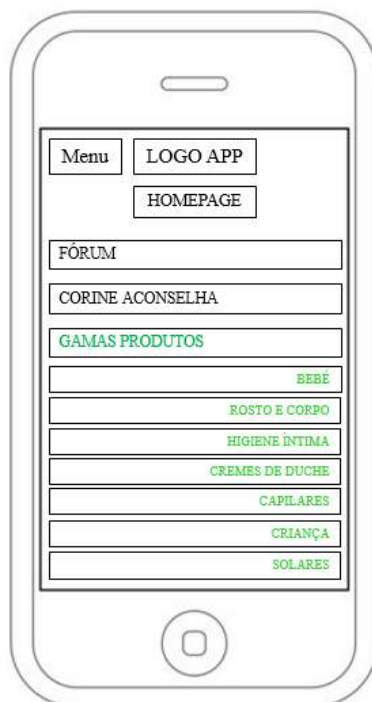 Menu LOGO APP
HOMEPAGE
FÓRUM
CORINE ACONSELHA
GAMAS PRODUTOS
BEBÉ
ROSTO E CORPO
HIGIENE ÍNTIMA
CREMES DE DUCHE
CAPILARES
CRIANÇA
SOLARES